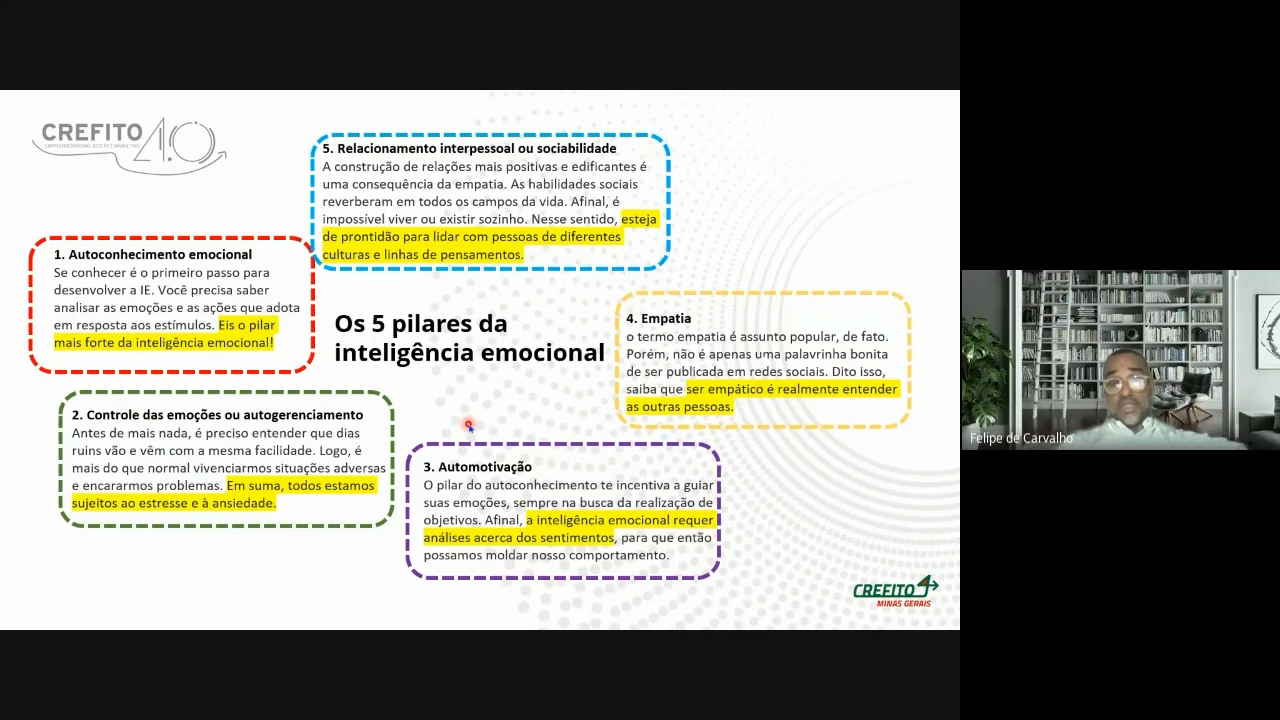 CREFITO 4.0
EMPREENDEDORISMO, GESTÃO E MARKETING
5. Relacionamento interpessoal ou sociabilidade
A construção de relações mais positivas e edificantes é
uma consequência da empatia. As habilidades sociais
reverberam em todos os campos da vida. Afinal, é
impossível viver ou existir sozinho. Nesse sentido, esteja
de prontidão para lidar com pessoas de diferentes
culturas e linhas de pensamentos.
1. Autoconhecimento emocional
Se conhecer é o primeiro passo para
desenvolver a IE. Você precisa saber
analisar as emoções e as ações que adota
em resposta aos estímulos. Eis o pilar
mais forte da inteligência emocional!
Os 5 pilares da
inteligência emocional
4. Empatia
o termo empatia é assunto popular, de fato.
Porém, não é apenas uma palavrinha bonita
de ser publicada em redes sociais. Dito isso,
saiba que ser empático é realmente entender
as outras pessoas.
2. Controle das emoções ou autogerenciamento
Antes de mais nada, é preciso entender que dias
ruins vão e vêm com a mesma facilidade. Logo, é
mais do que normal vivenciarmos situações adversas
e encararmos problemas. Em suma, todos estamos
sujeitos ao estresse e à ansiedade.
3. Automotivação
O pilar do autoconhecimento te incentiva a guiar
suas emoções, sempre na busca da realização de
objetivos. Afinal, a inteligência emocional requer
análises acerca dos sentimentos, para que então
possamos moldar nosso comportamento.
CREFITO 4
MINAS GERAIS
Felipe de Carvalho